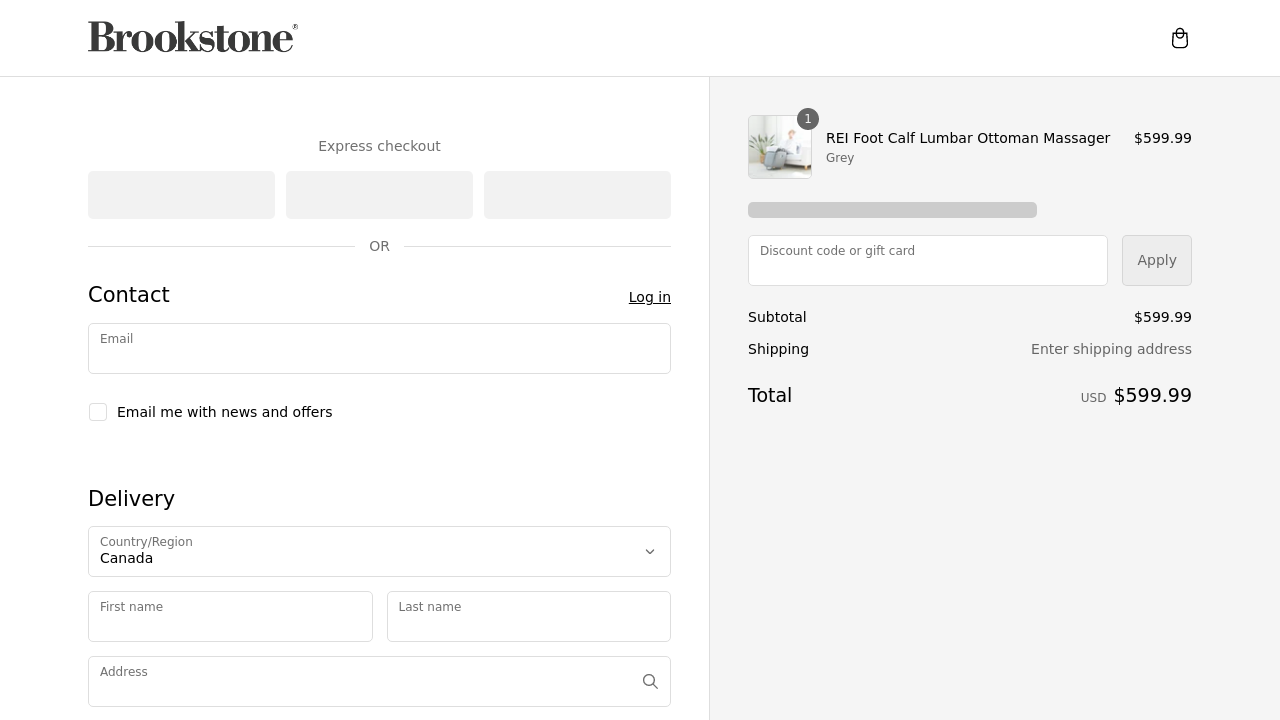 Brookstone®
Express checkout
OR
Contact
Log in
Email
Email me with news and offers
Delivery
Country/Region
Canada
First name
Last name
Address
1
REI Foot Calf Lumbar Ottoman Massager
$599.99
Grey
Discount code or gift card
Apply
Subtotal
$599.99
Shipping
Enter shipping address
Total
USD $599.99